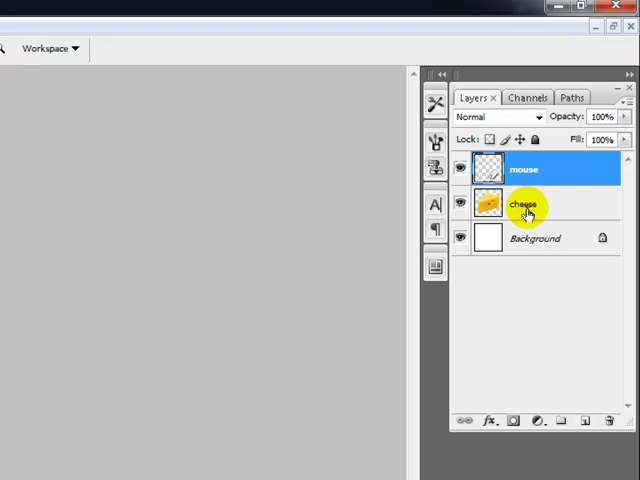 Workspace
Layers Channels Paths
Normal Opacity: 100%
Lock: Fill: 100%
mouse
cheese
Background